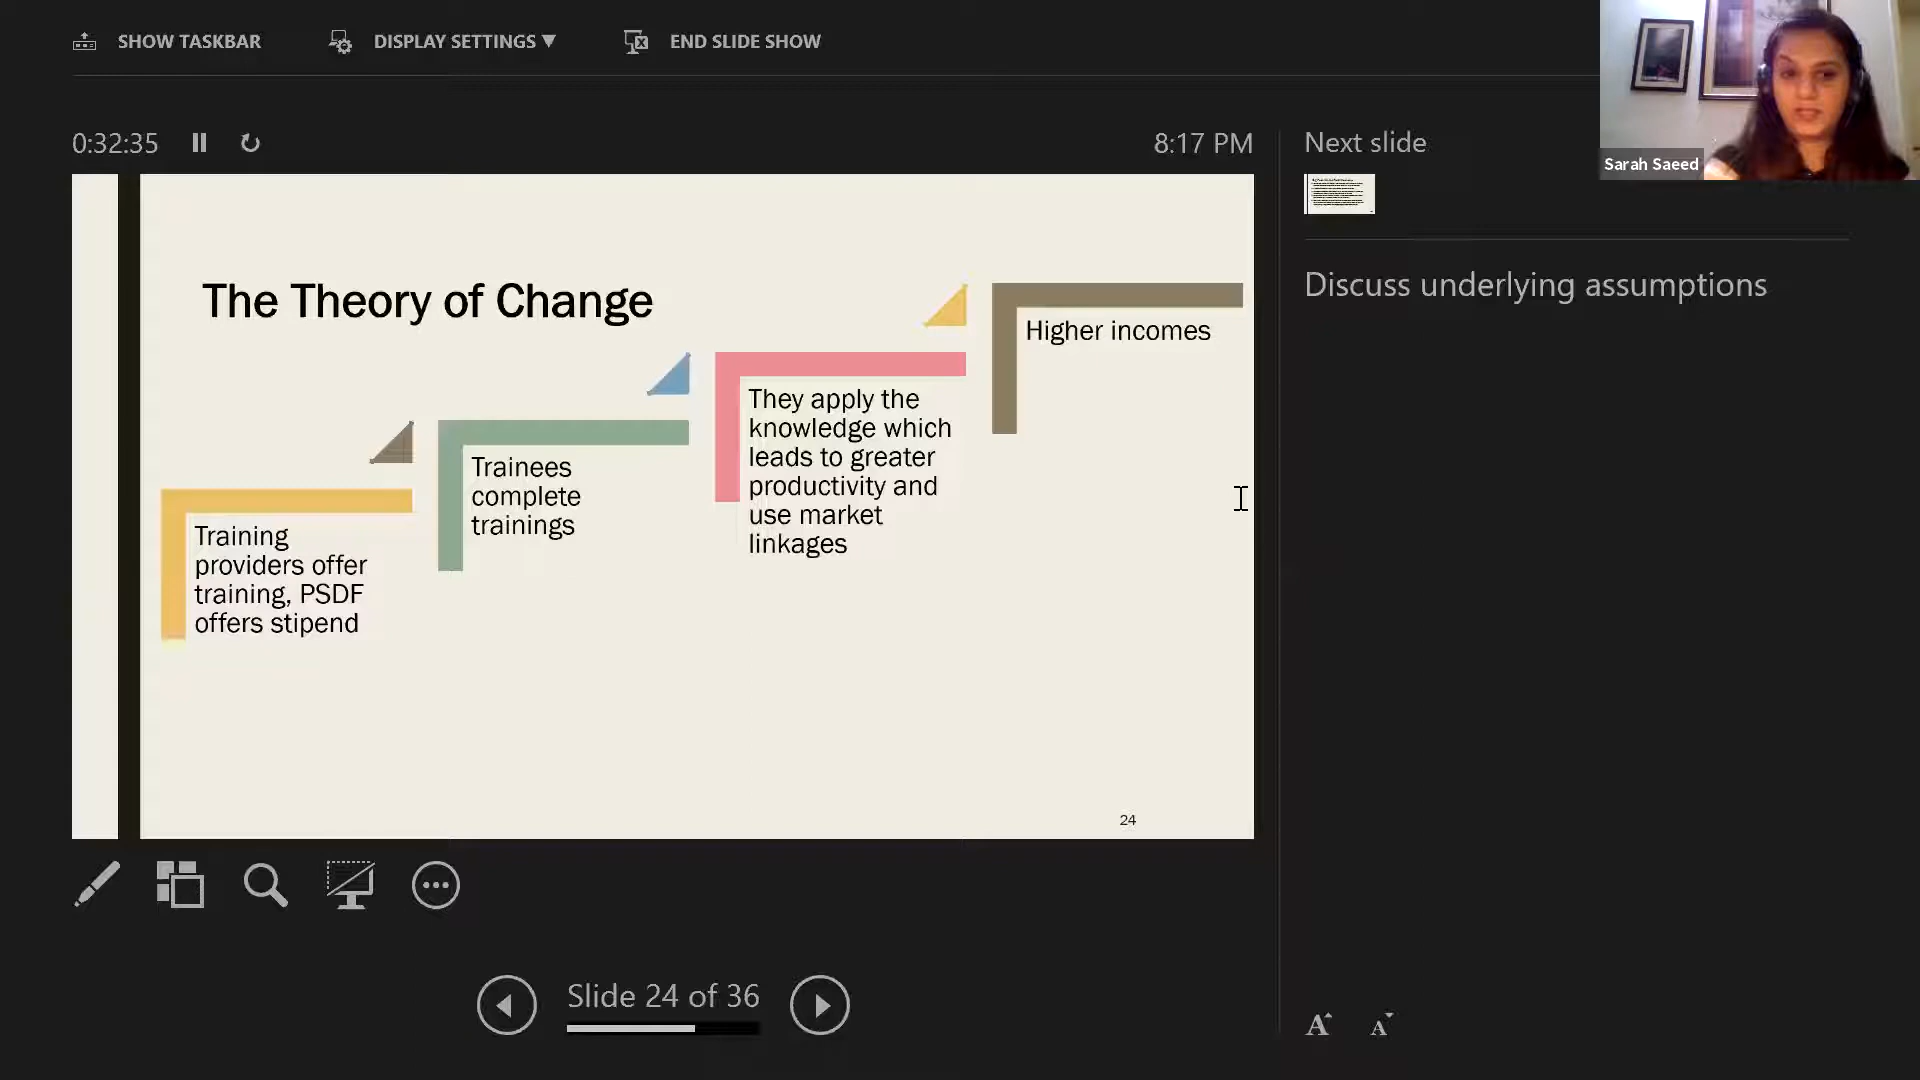 SHOW TASKBAR
DISPLAY SETTINGS ▼
END SLIDE SHOW
0:32:35
8:17 PM
Next slide
Sarah Saeed
Discuss underlying assumptions
The Theory of Change
Training
providers offer
training, PSDF
offers stipend
Trainees
complete
trainings
They apply the
knowledge which
leads to greater
productivity and
use market
linkages
Higher incomes
24
Slide 24 of 36
A
A